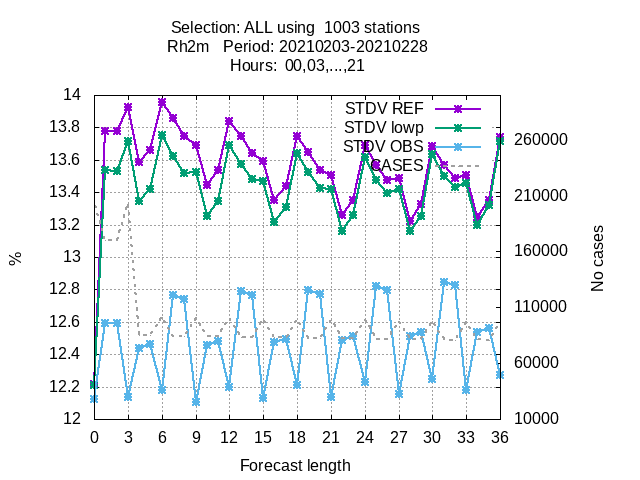 Selection: ALL using  1003 stations
Rh2m   Period: 20210203-20210228
Hours:  00,03,...,21
STDV REF
STDV lowp
STDV OBS
CASES
14
13.8
13.6
13.4
13.2
13
12.8
12.6
12.4
12.2
12
%
260000
210000
160000
110000
60000
10000
No cases
0 3 6 9 12 15 18 21 24 27 30 33 36
Forecast length